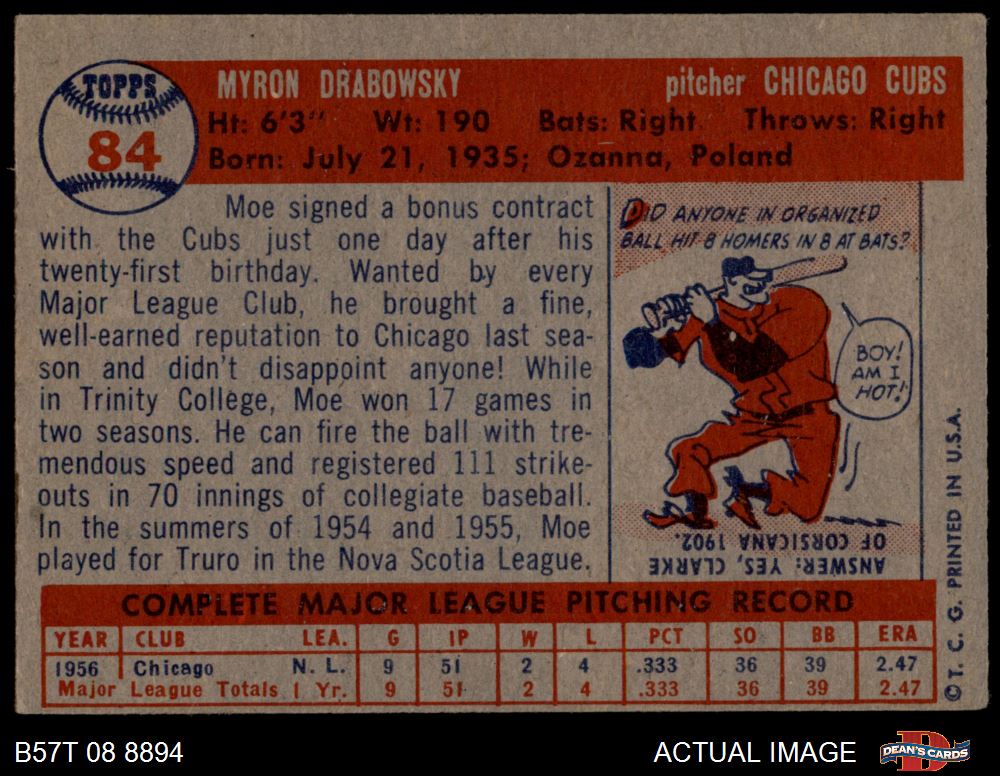 TOPPS
84
MYRON DRABOWSKY pitcher CHICAGO CUBS
Ht: 6'3" Wt: 190 Bats: Right Throws: Right
Born: July 21, 1935; Ozanna, Poland
Moe signed a bonus contract
with the Cubs just one day after his
twenty-first birthday. Wanted by every
Major League Club, he brought a fine,
well-earned reputation to Chicago last sea-
son and didn't disappoint anyone! While
in Trinity College, Moe won 17 games in
two seasons. He can fire the ball with tre-
mendous speed and registered 111 strike-
outs in 70 innings of collegiate baseball.
In the summers of 1954 and 1955, Moe
played for Truro in the Nova Scotia League.
DID ANYONE IN ORGANIZED
BALL HIT 8 HOMERS IN 8 AT BATS?
BOY!
AM I
HOT!
ANSWER: YES, CLARKE
OF CORSICANA 1902.
COMPLETE MAJOR LEAGUE PITCHING RECORD
YEAR CLUB LEA. G IP W L PCT SO BB ERA
1956 Chicago N. L. 9 51 2 4 .333 36 39 2.47
Major League Totals 1 Yr. 9 51 2 4 .333 36 39 2.47
© T. C. G. PRINTED IN U.S.A.
B57T 08 8894 ACTUAL IMAGE DEAN'S CARDS